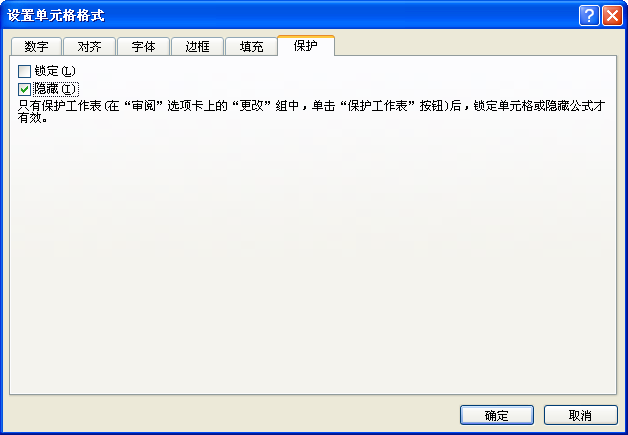 设置单元格格式
数字 对齐 字体 边框 填充 保护
锁定(L)
隐藏(I)
只有保护工作表(在“审阅”选项卡上的“更改”组中，单击“保护工作表”按钮)后，锁定单元格或隐藏公式才
有效。
确定 取消